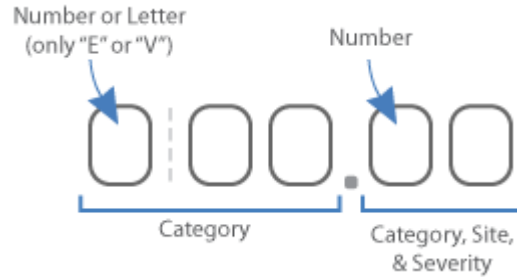 Number or Letter
(only “E” or “V”)
Number
Category
Category, Site,
& Severity